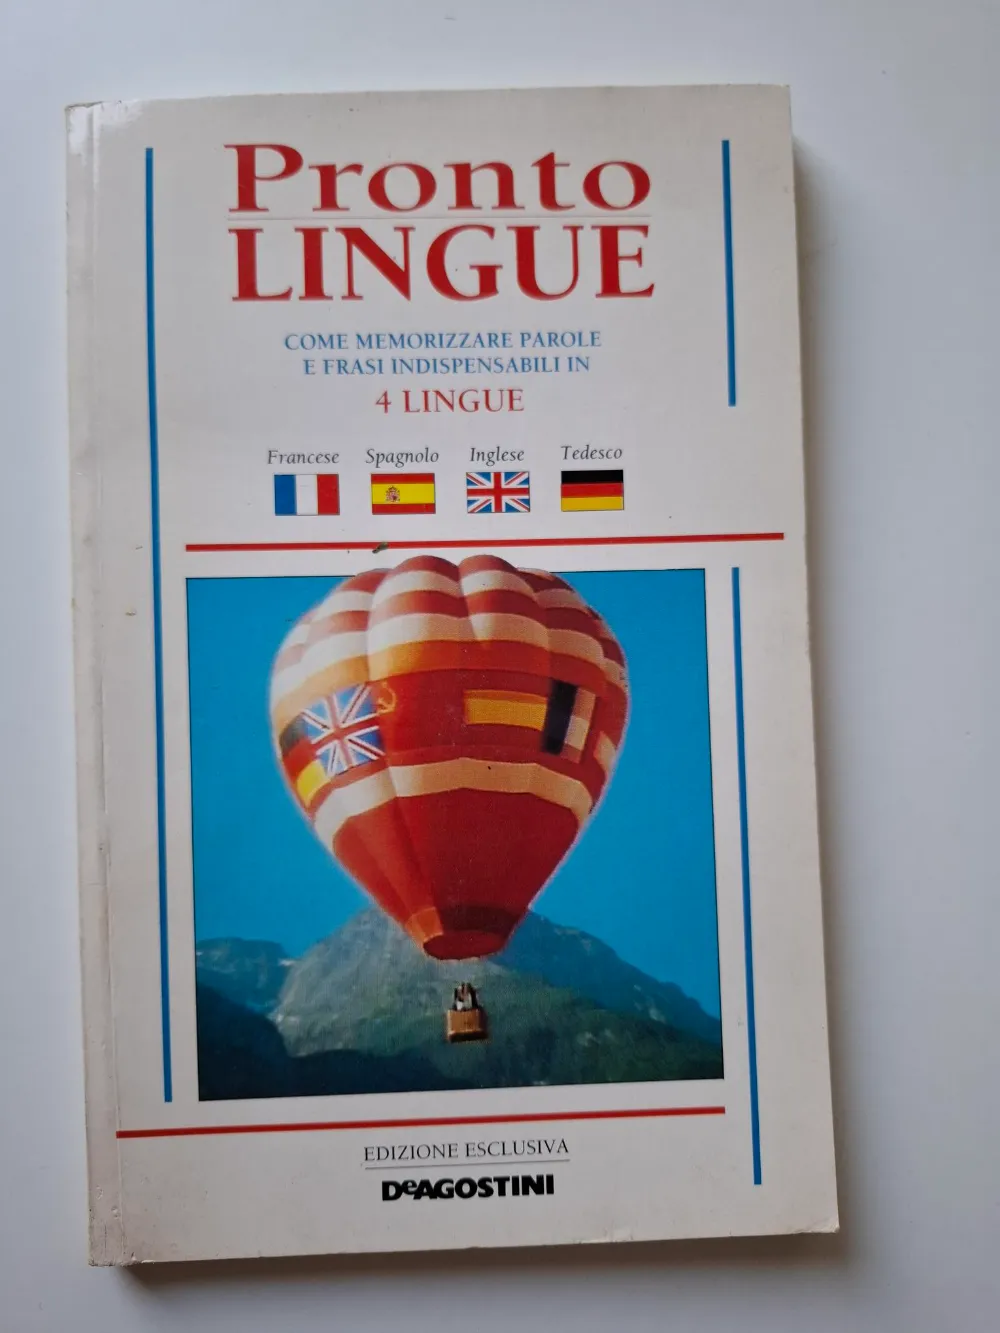 Pronto
LINGUE
COME MEMORIZZARE PAROLE
E FRASI INDISPENSABILI IN
4 LINGUE
Francese Spagnolo Inglese Tedesco
EDIZIONE ESCLUSIVA
DeAGOSTINI